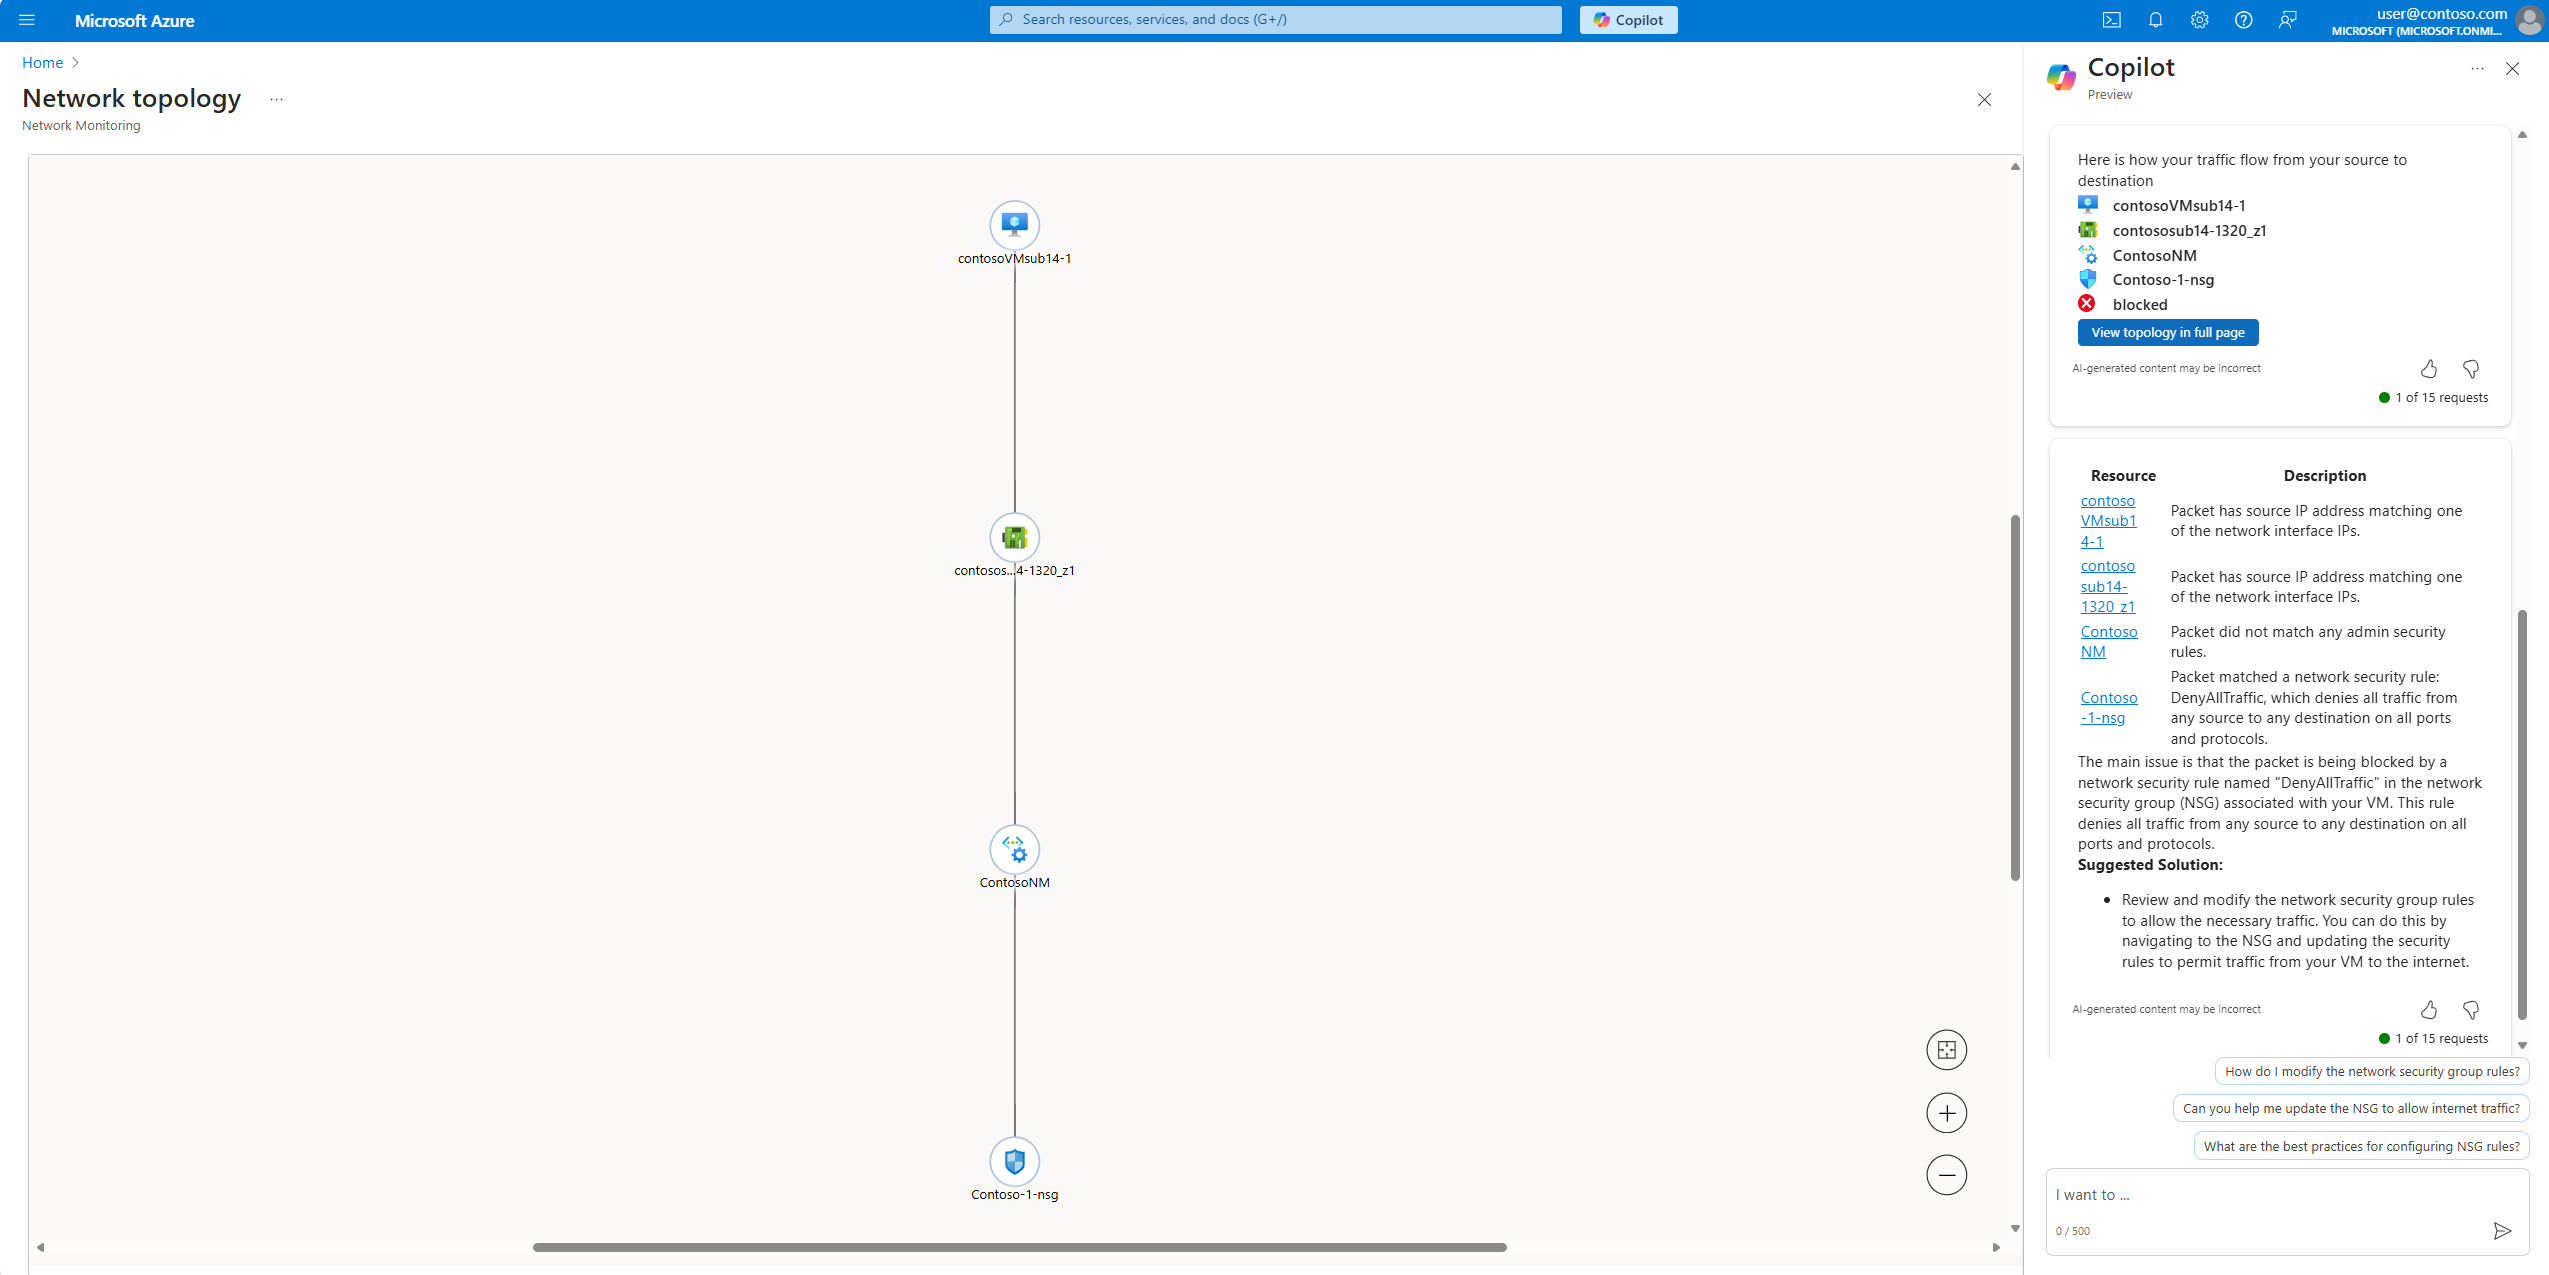 Microsoft Azure
Search resources, services, and docs (G+/)
Copilot
user@contoso.com
MICROSOFT (MICROSOFT.ONMI...
Home
Network topology
...
Network Monitoring
contosoVMsub14-1
contosos...4-1320_z1
ContosoNM
Contoso-1-nsg
Copilot
...
Preview
Here is how your traffic flow from your source to
destination
contosoVMsub14-1
contososub14-1320_z1
ContosoNM
Contoso-1-nsg
blocked
View topology in full page
AI-generated content may be incorrect
1 of 15 requests
Resource Description
contoso
VMsub1
4-1
Packet has source IP address matching one
of the network interface IPs.
contoso
sub14-
1320_z1
Packet has source IP address matching one
of the network interface IPs.
Contoso
NM
Packet did not match any admin security
rules.
Contoso
-1-nsg
Packet matched a network security rule:
DenyAllTraffic, which denies all traffic from
any source to any destination on all ports
and protocols.
The main issue is that the packet is being blocked by a
network security rule named "DenyAllTraffic" in the network
security group (NSG) associated with your VM. This rule
denies all traffic from any source to any destination on all
ports and protocols.
Suggested Solution:
• Review and modify the network security group rules
to allow the necessary traffic. You can do this by
navigating to the NSG and updating the security
rules to permit traffic from your VM to the internet.
AI-generated content may be incorrect
1 of 15 requests
How do I modify the network security group rules?
Can you help me update the NSG to allow internet traffic?
What are the best practices for configuring NSG rules?
I want to ...
0 / 500